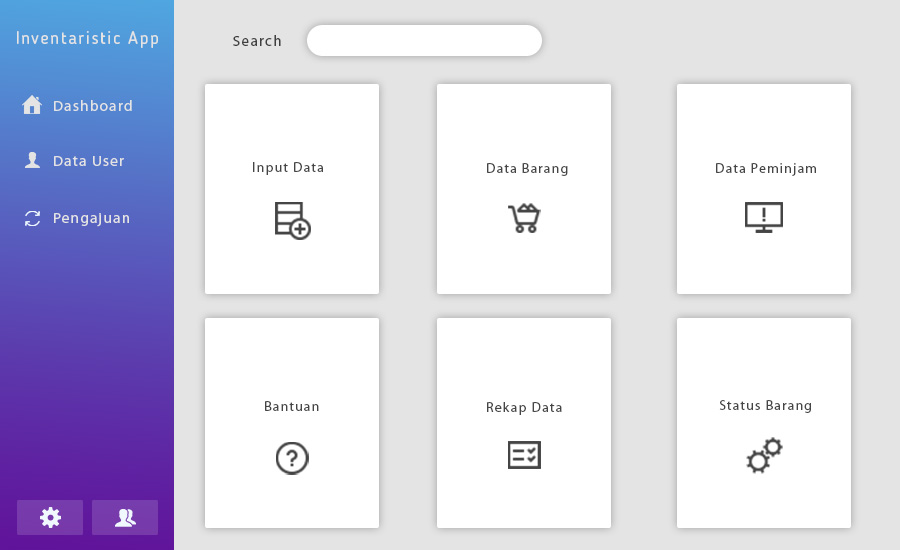 Inventaristic App
Dashboard
Data User
Pengajuan
Search
Input Data
Data Barang
Data Peminjam
Bantuan
Rekap Data
Status Barang